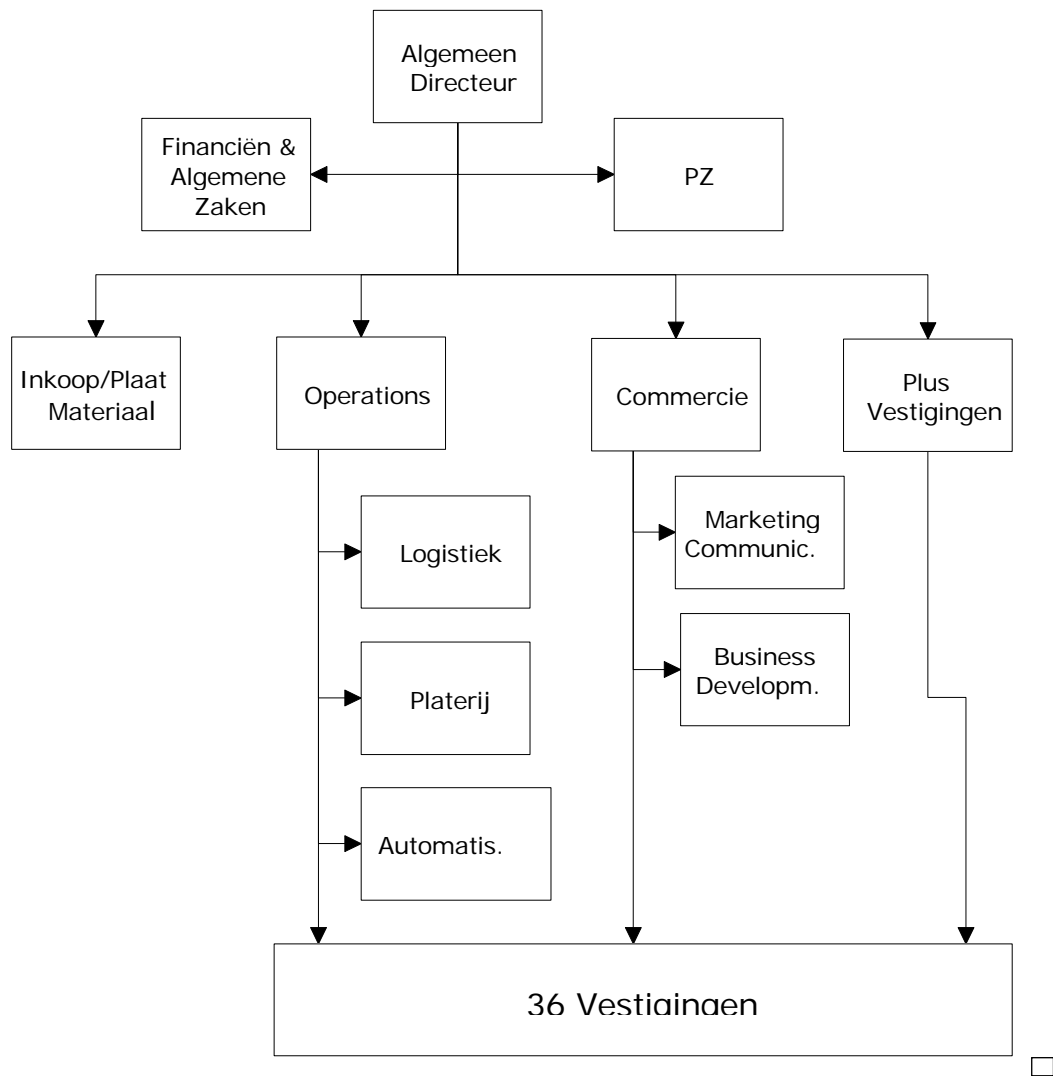 Algemeen
Directeur
Financiën &
Algemene
Zaken
PZ
Inkoop/Plaat
Materiaal
Operations
Commercie
Plus
Vestigingen
Logistiek
Marketing
Communic.
Platerij
Business
Developm.
Automatis.
36 Vestigingen